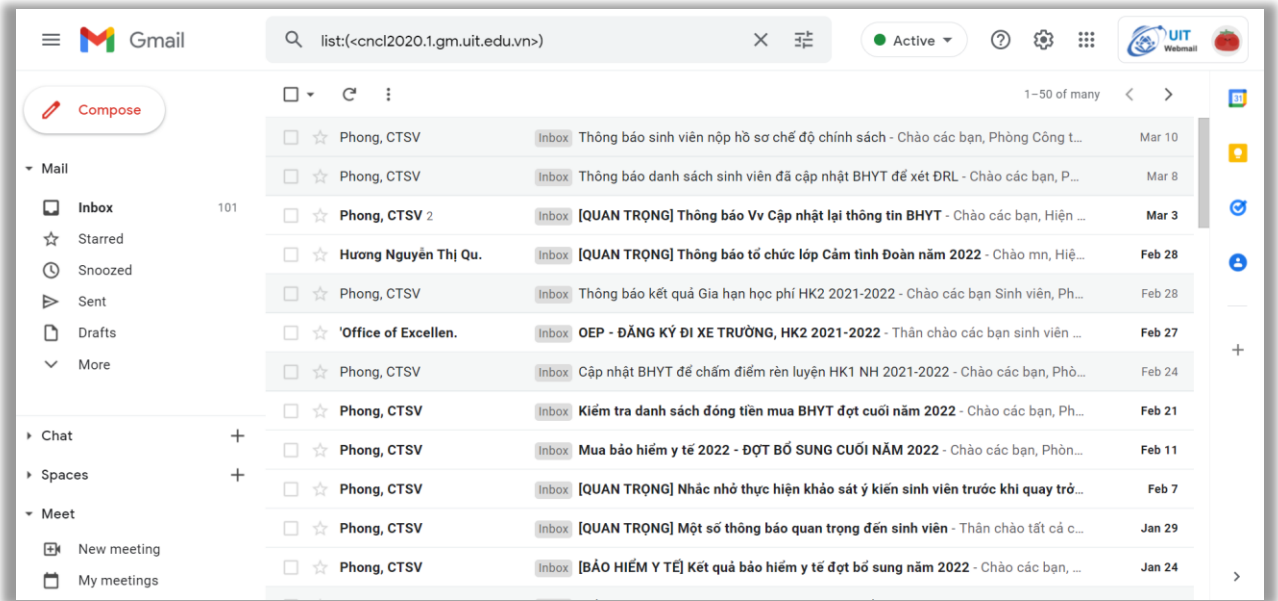 Gmail
list:(<cncl2020.1.gm.uit.edu.vn>)
Active
UIT
Webmail
Compose
1–50 of many
31
Mail
Inbox 101
Starred
Snoozed
Sent
Drafts
More
Chat
Spaces
Meet
New meeting
My meetings
Phong, CTSV Inbox Thông báo sinh viên nộp hồ sơ chế độ chính sách - Chào các bạn, Phòng Công t... Mar 10
Phong, CTSV Inbox Thông báo danh sách sinh viên đã cập nhật BHYT để xét ĐRL - Chào các bạn, P... Mar 8
Phong, CTSV 2 Inbox [QUAN TRỌNG] Thông báo Vv Cập nhật lại thông tin BHYT - Chào các bạn, Hiện ... Mar 3
Hương Nguyễn Thị Qu. Inbox [QUAN TRỌNG] Thông báo tổ chức lớp Cảm tình Đoàn năm 2022 - Chào mn, Hiệ... Feb 28
Phong, CTSV Inbox Thông báo kết quả Gia hạn học phí HK2 2021-2022 - Chào các bạn Sinh viên, Ph... Feb 28
'Office of Excellen. Inbox OEP - ĐĂNG KÝ ĐI XE TRƯỜNG, HK2 2021-2022 - Thân chào các bạn sinh viên ... Feb 27
Phong, CTSV Inbox Cập nhật BHYT để chấm điểm rèn luyện HK1 NH 2021-2022 - Chào các bạn, Phò... Feb 24
Phong, CTSV Inbox Kiểm tra danh sách đóng tiền mua BHYT đợt cuối năm 2022 - Chào các bạn, Ph... Feb 21
Phong, CTSV Inbox Mua bảo hiểm y tế 2022 - ĐỢT BỔ SUNG CUỐI NĂM 2022 - Chào các bạn, Phòn... Feb 11
Phong, CTSV Inbox [QUAN TRỌNG] Nhắc nhở thực hiện khảo sát ý kiến sinh viên trước khi quay trở... Feb 7
Phong, CTSV Inbox [QUAN TRỌNG] Một số thông báo quan trọng đến sinh viên - Thân chào tất cả c... Jan 29
Phong, CTSV Inbox [BẢO HIỂM Y TẾ] Kết quả bảo hiểm y tế đợt bổ sung năm 2022 - Chào các bạn, ... Jan 24